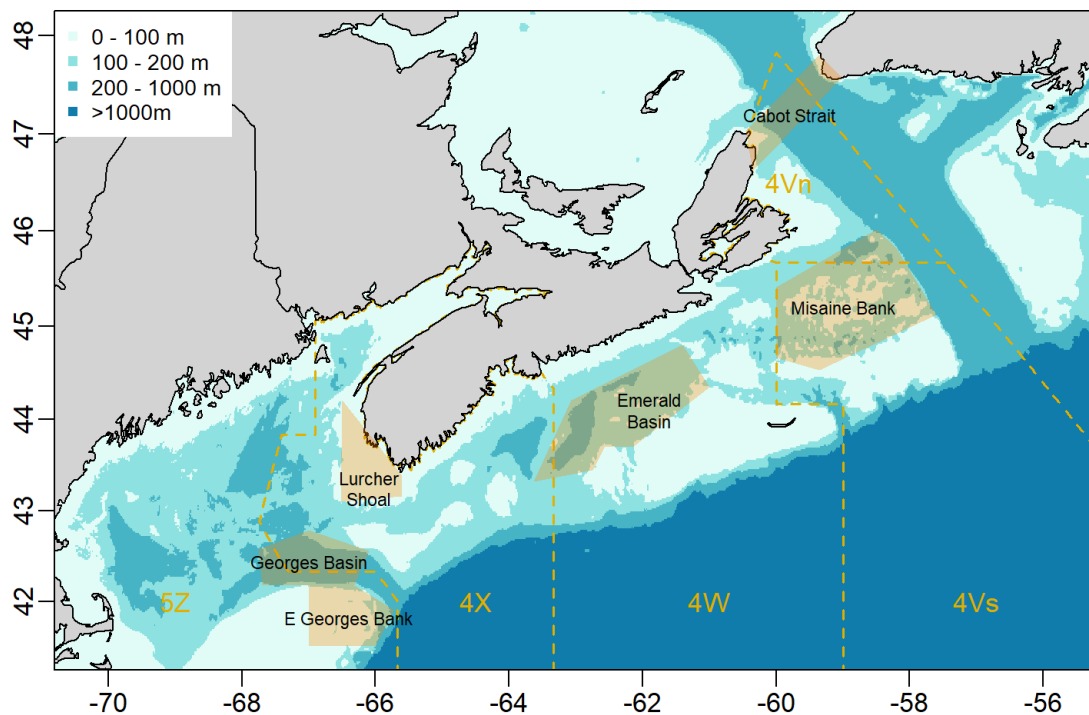 48
47
46
45
44
43
42
0 - 100 m
100 - 200 m
200 - 1000 m
>1000m
Cabot Strait
4Vn
Misaine Bank
Emerald
Basin
Lurcher
Shoal
Georges Basin
E Georges Bank
5Z
4X
4W
4Vs
-70
-68
-66
-64
-62
-60
-58
-56